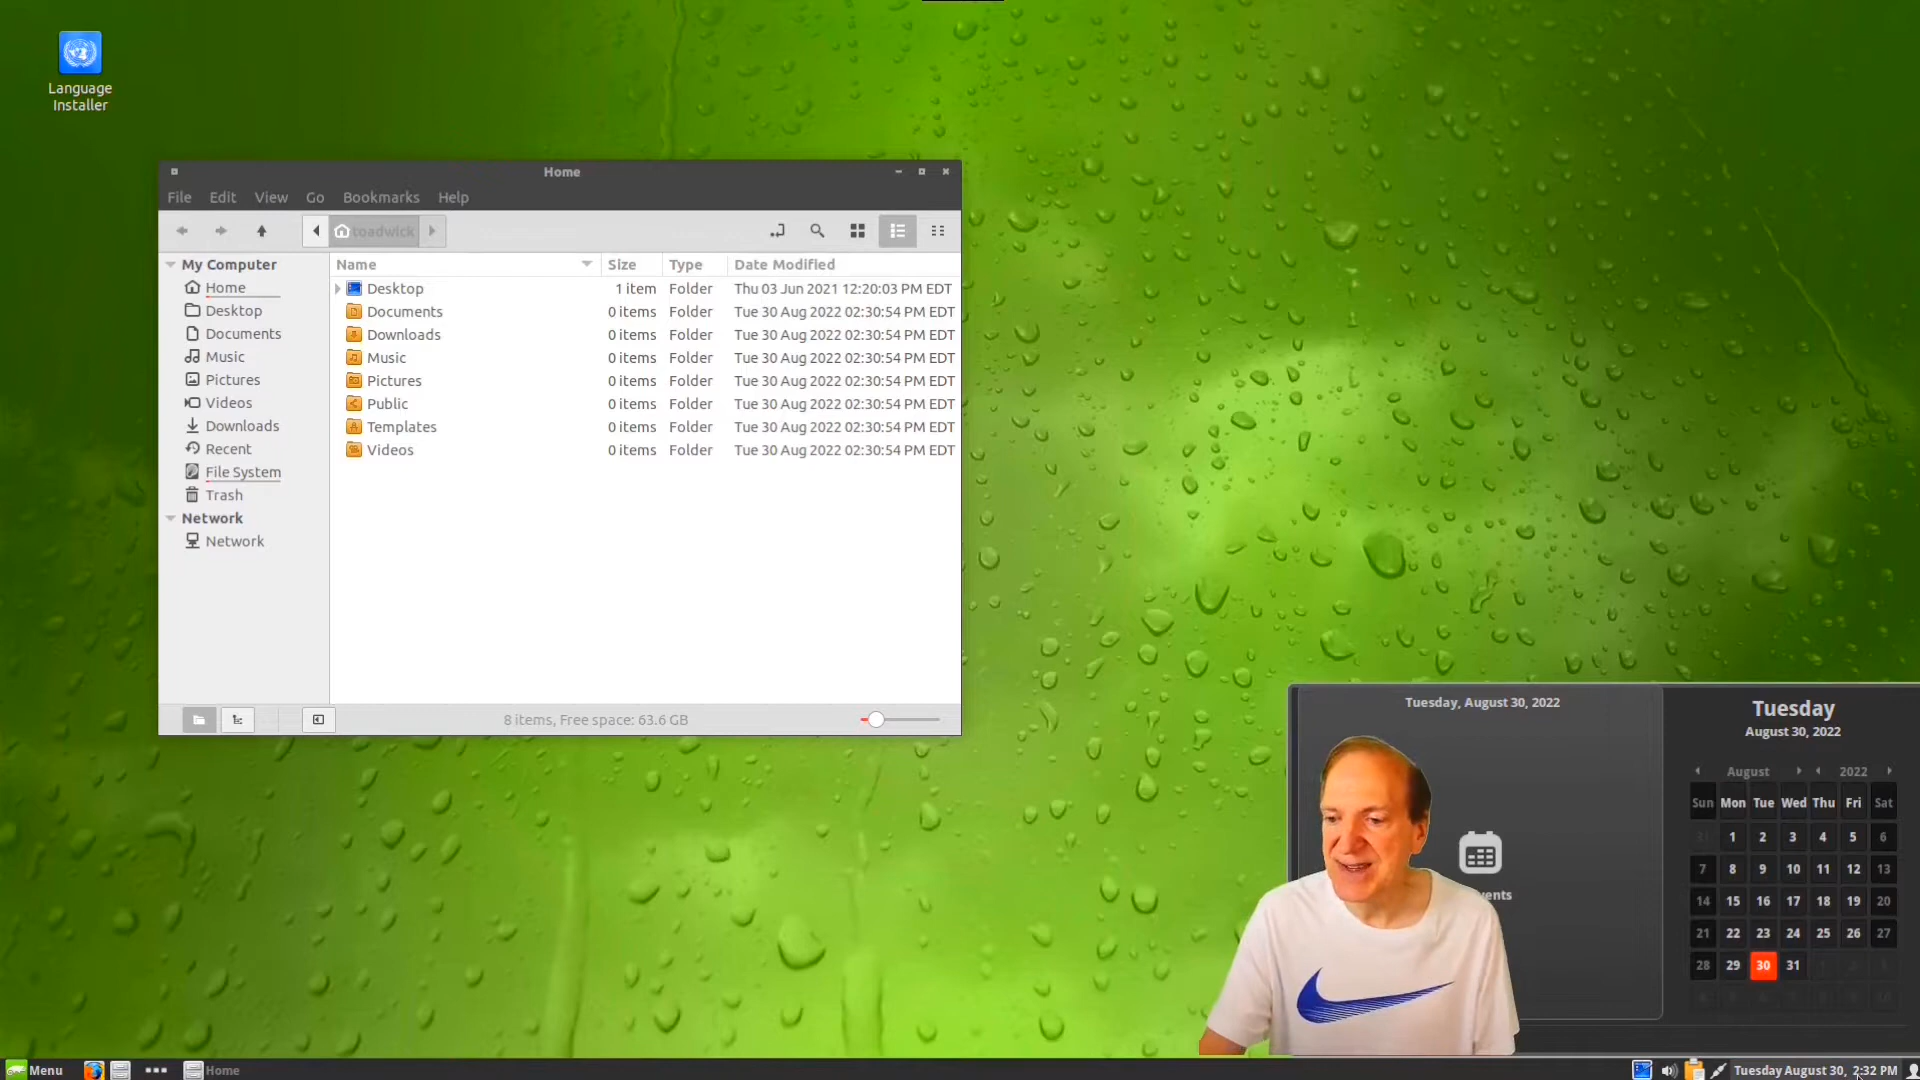 Language
Installer
Home
File Edit View Go Bookmarks Help
toadwick
My Computer
Home
Desktop
Documents
Music
Pictures
Videos
Downloads
Recent
File System
Trash
Network
Network
Name Size Type Date Modified
Desktop 1 item Folder Thu 03 Jun 2021 12:20:03 PM EDT
Documents 0 items Folder Tue 30 Aug 2022 02:30:54 PM EDT
Downloads 0 items Folder Tue 30 Aug 2022 02:30:54 PM EDT
Music 0 items Folder Tue 30 Aug 2022 02:30:54 PM EDT
Pictures 0 items Folder Tue 30 Aug 2022 02:30:54 PM EDT
Public 0 items Folder Tue 30 Aug 2022 02:30:54 PM EDT
Templates 0 items Folder Tue 30 Aug 2022 02:30:54 PM EDT
Videos 0 items Folder Tue 30 Aug 2022 02:30:54 PM EDT
8 items, Free space: 63.6 GB
Tuesday, August 30, 2022
Tuesday
August 30, 2022
August 2022
Sun Mon Tue Wed Thu Fri Sat
31 1 2 3 4 5 6
7 8 9 10 11 12 13
14 15 16 17 18 19 20
21 22 23 24 25 26 27
28 29 30 31
Menu
Home
Tuesday August 30, 2:32 PM